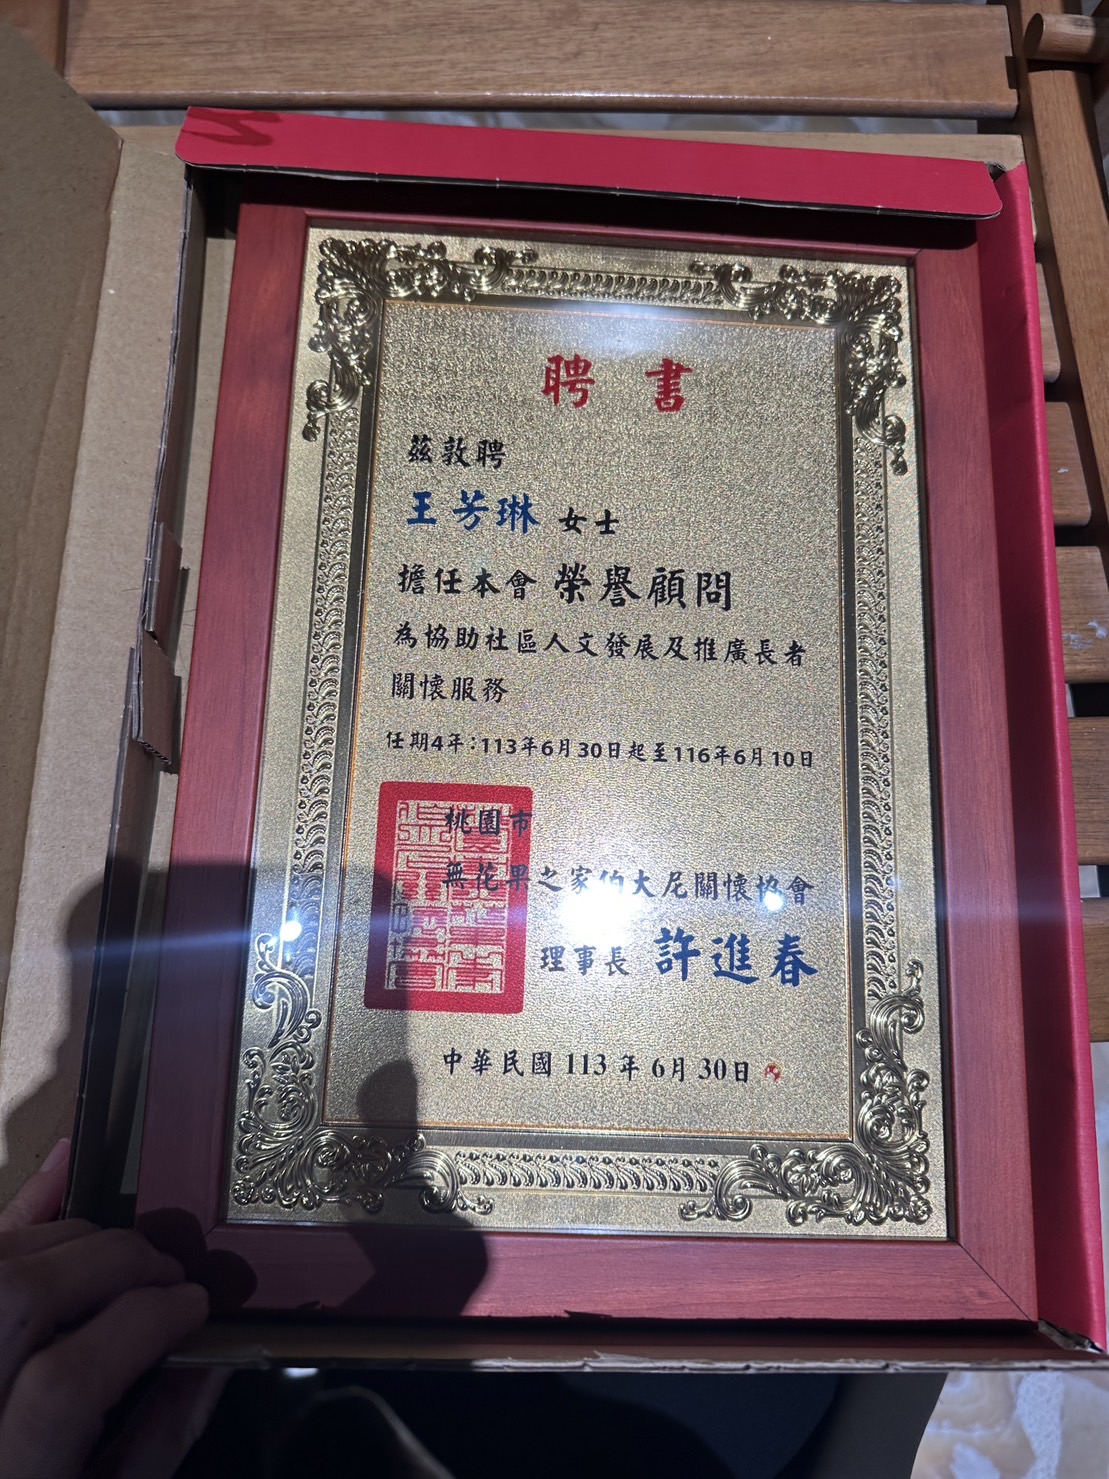 聘書
茲敦聘
王芳琳 女士
擔任本會 榮譽顧問
為協助社區人文發展及推廣長者
關懷服務
任期4年：113年6月30日起至116年6月10日
桃園市
無花果之家伯大尼關懷協會
理事長 許進春
中華民國 113 年 6月 30日